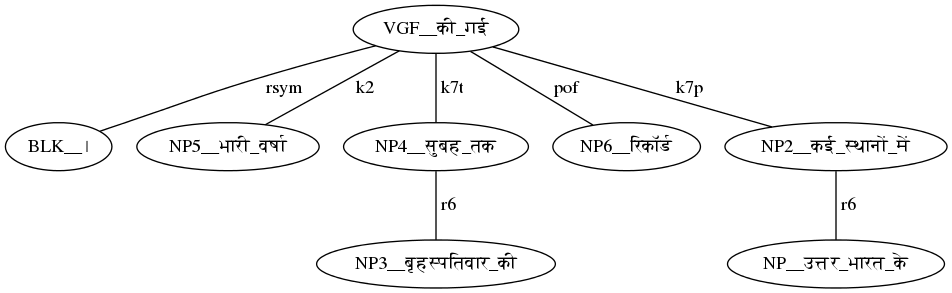 VGF__की_गई
rsym k2 k7t pof k7p
BLK__। NP5__भारी_वर्षा NP4__सुबह_तक NP6__रिकॉर्ड NP2__कई_स्थानों_में
r6 r6
NP3__बृहस्पतिवार_की NP__उत्तर_भारत_के